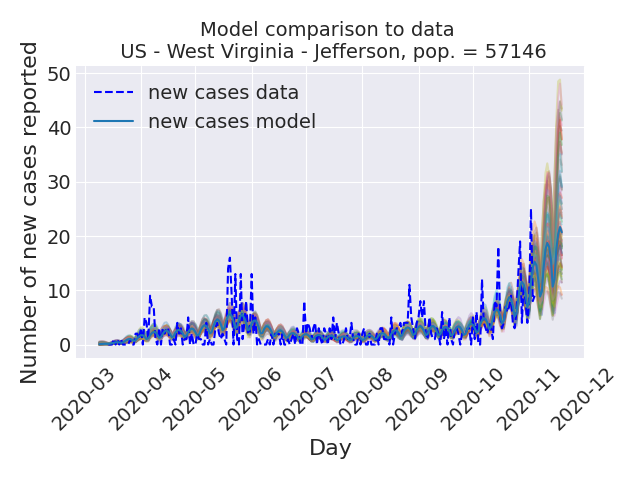 Model comparison to data
US - West Virginia - Jefferson, pop. = 57146
Number of new cases reported
50
40
30
20
10
0
new cases data
new cases model
2020-03
2020-04
2020-05
2020-06
2020-07
2020-08
2020-09
2020-10
2020-11
2020-12
Day